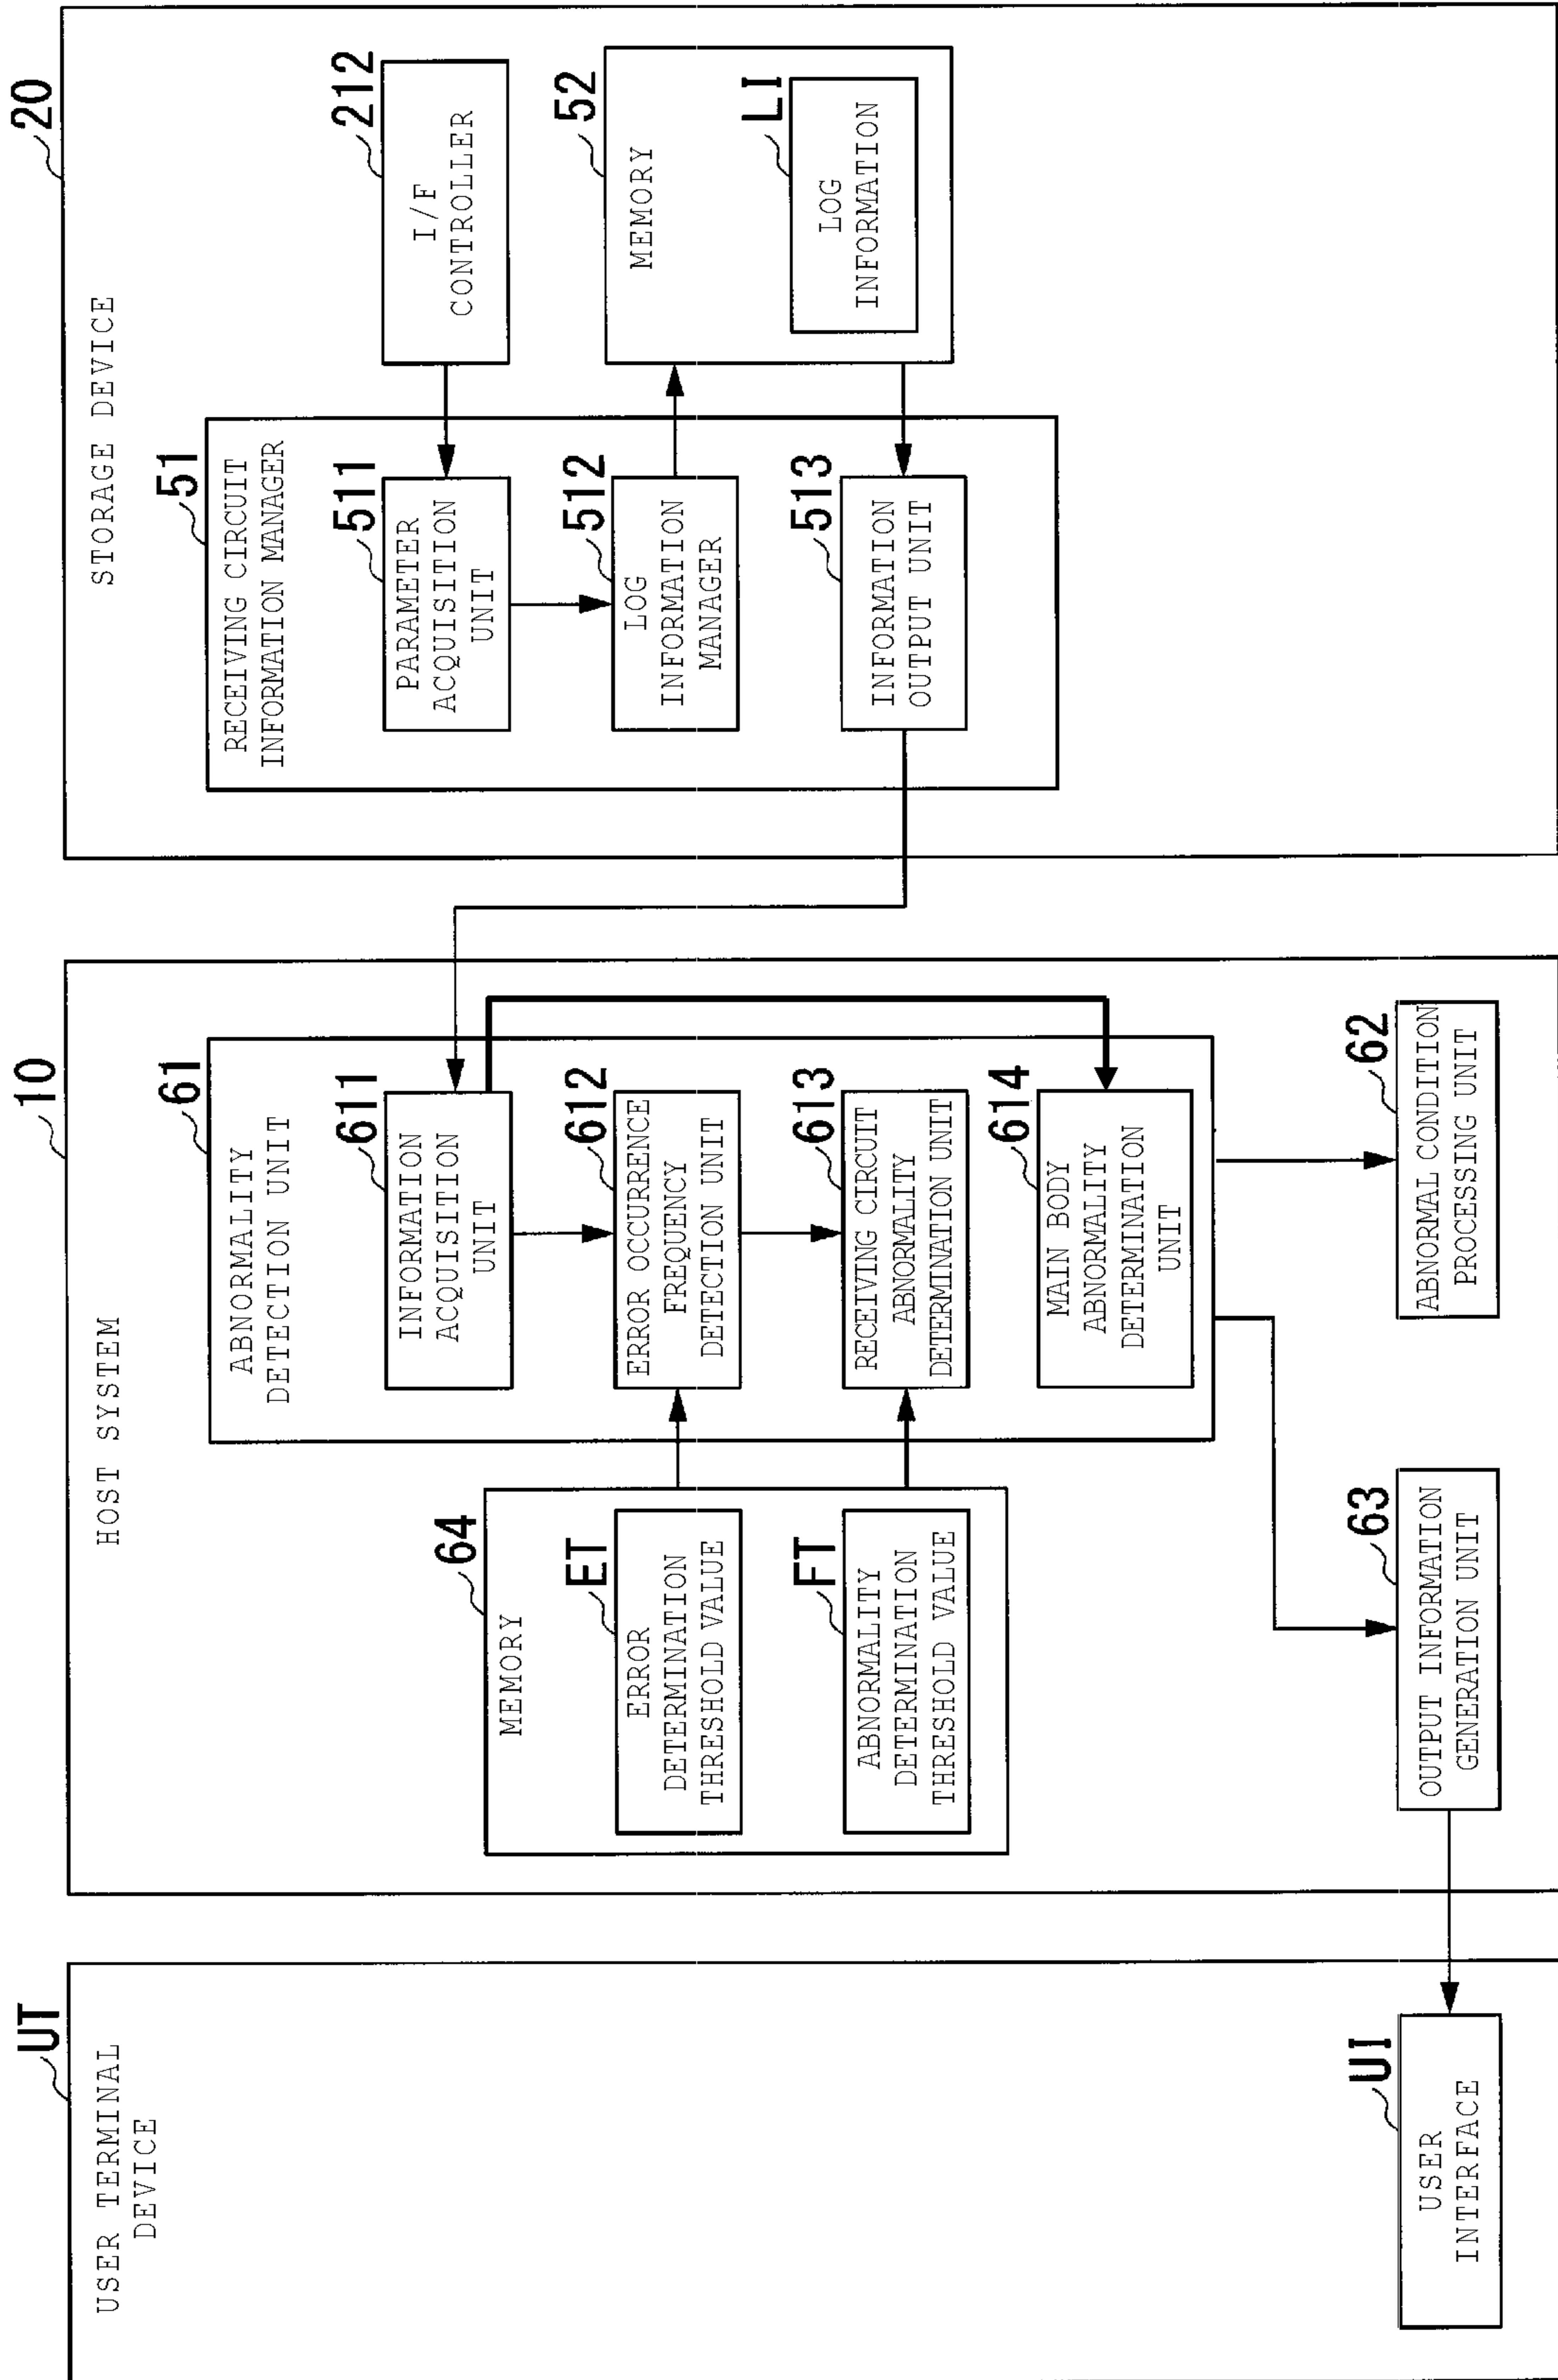 UT
USER TERMINAL
DEVICE
UI
USER
INTERFACE
10
HOST SYSTEM
64
MEMORY
ET
ERROR
DETERMINATION
THRESHOLD VALUE
FT
ABNORMALITY
DETERMINATION
THRESHOLD VALUE
61
ABNORMALITY
DETECTION UNIT
611
INFORMATION
ACQUISITION
UNIT
612
ERROR OCCURRENCE
FREQUENCY
DETECTION UNIT
613
RECEIVING CIRCUIT
ABNORMALITY
DETERMINATION UNIT
614
MAIN BODY
ABNORMALITY
DETERMINATION
UNIT
63
OUTPUT INFORMATION
GENERATION UNIT
62
ABNORMAL CONDITION
PROCESSING UNIT
20
STORAGE DEVICE
51
RECEIVING CIRCUIT
INFORMATION MANAGER
511
PARAMETER
ACQUISITION
UNIT
512
LOG
INFORMATION
MANAGER
513
INFORMATION
OUTPUT UNIT
212
I/F
CONTROLLER
52
MEMORY
LI
LOG
INFORMATION